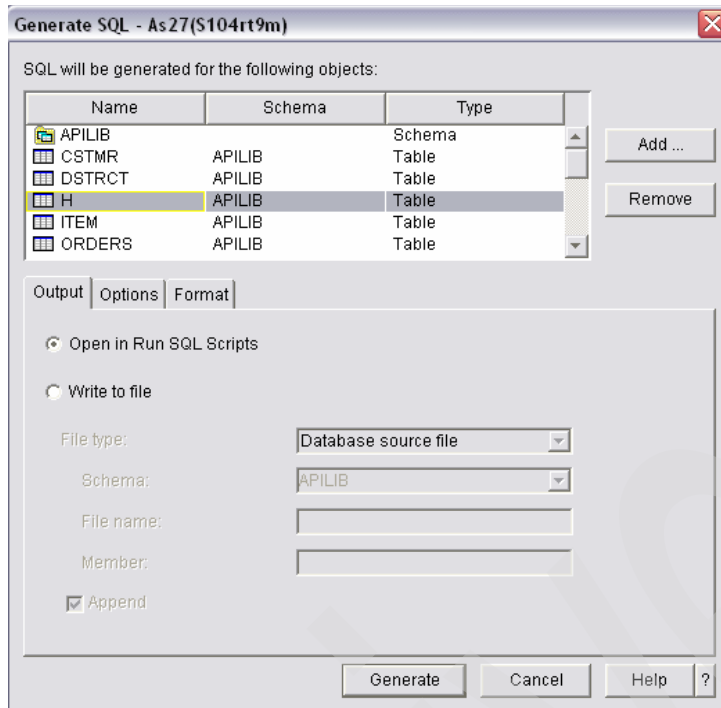 Generate SQL - As27(S104rt9m)
SQL will be generated for the following objects:
Name Schema Type
APILIB Schema
CSTMR APILIB Table
DSTRCT APILIB Table
H APILIB Table
ITEM APILIB Table
ORDERS APILIB Table
Add ...
Remove
Output Options Format
Open in Run SQL Scripts
Write to file
File type: Database source file
Schema: APILIB
File name:
Member:
Append
Generate Cancel Help ?